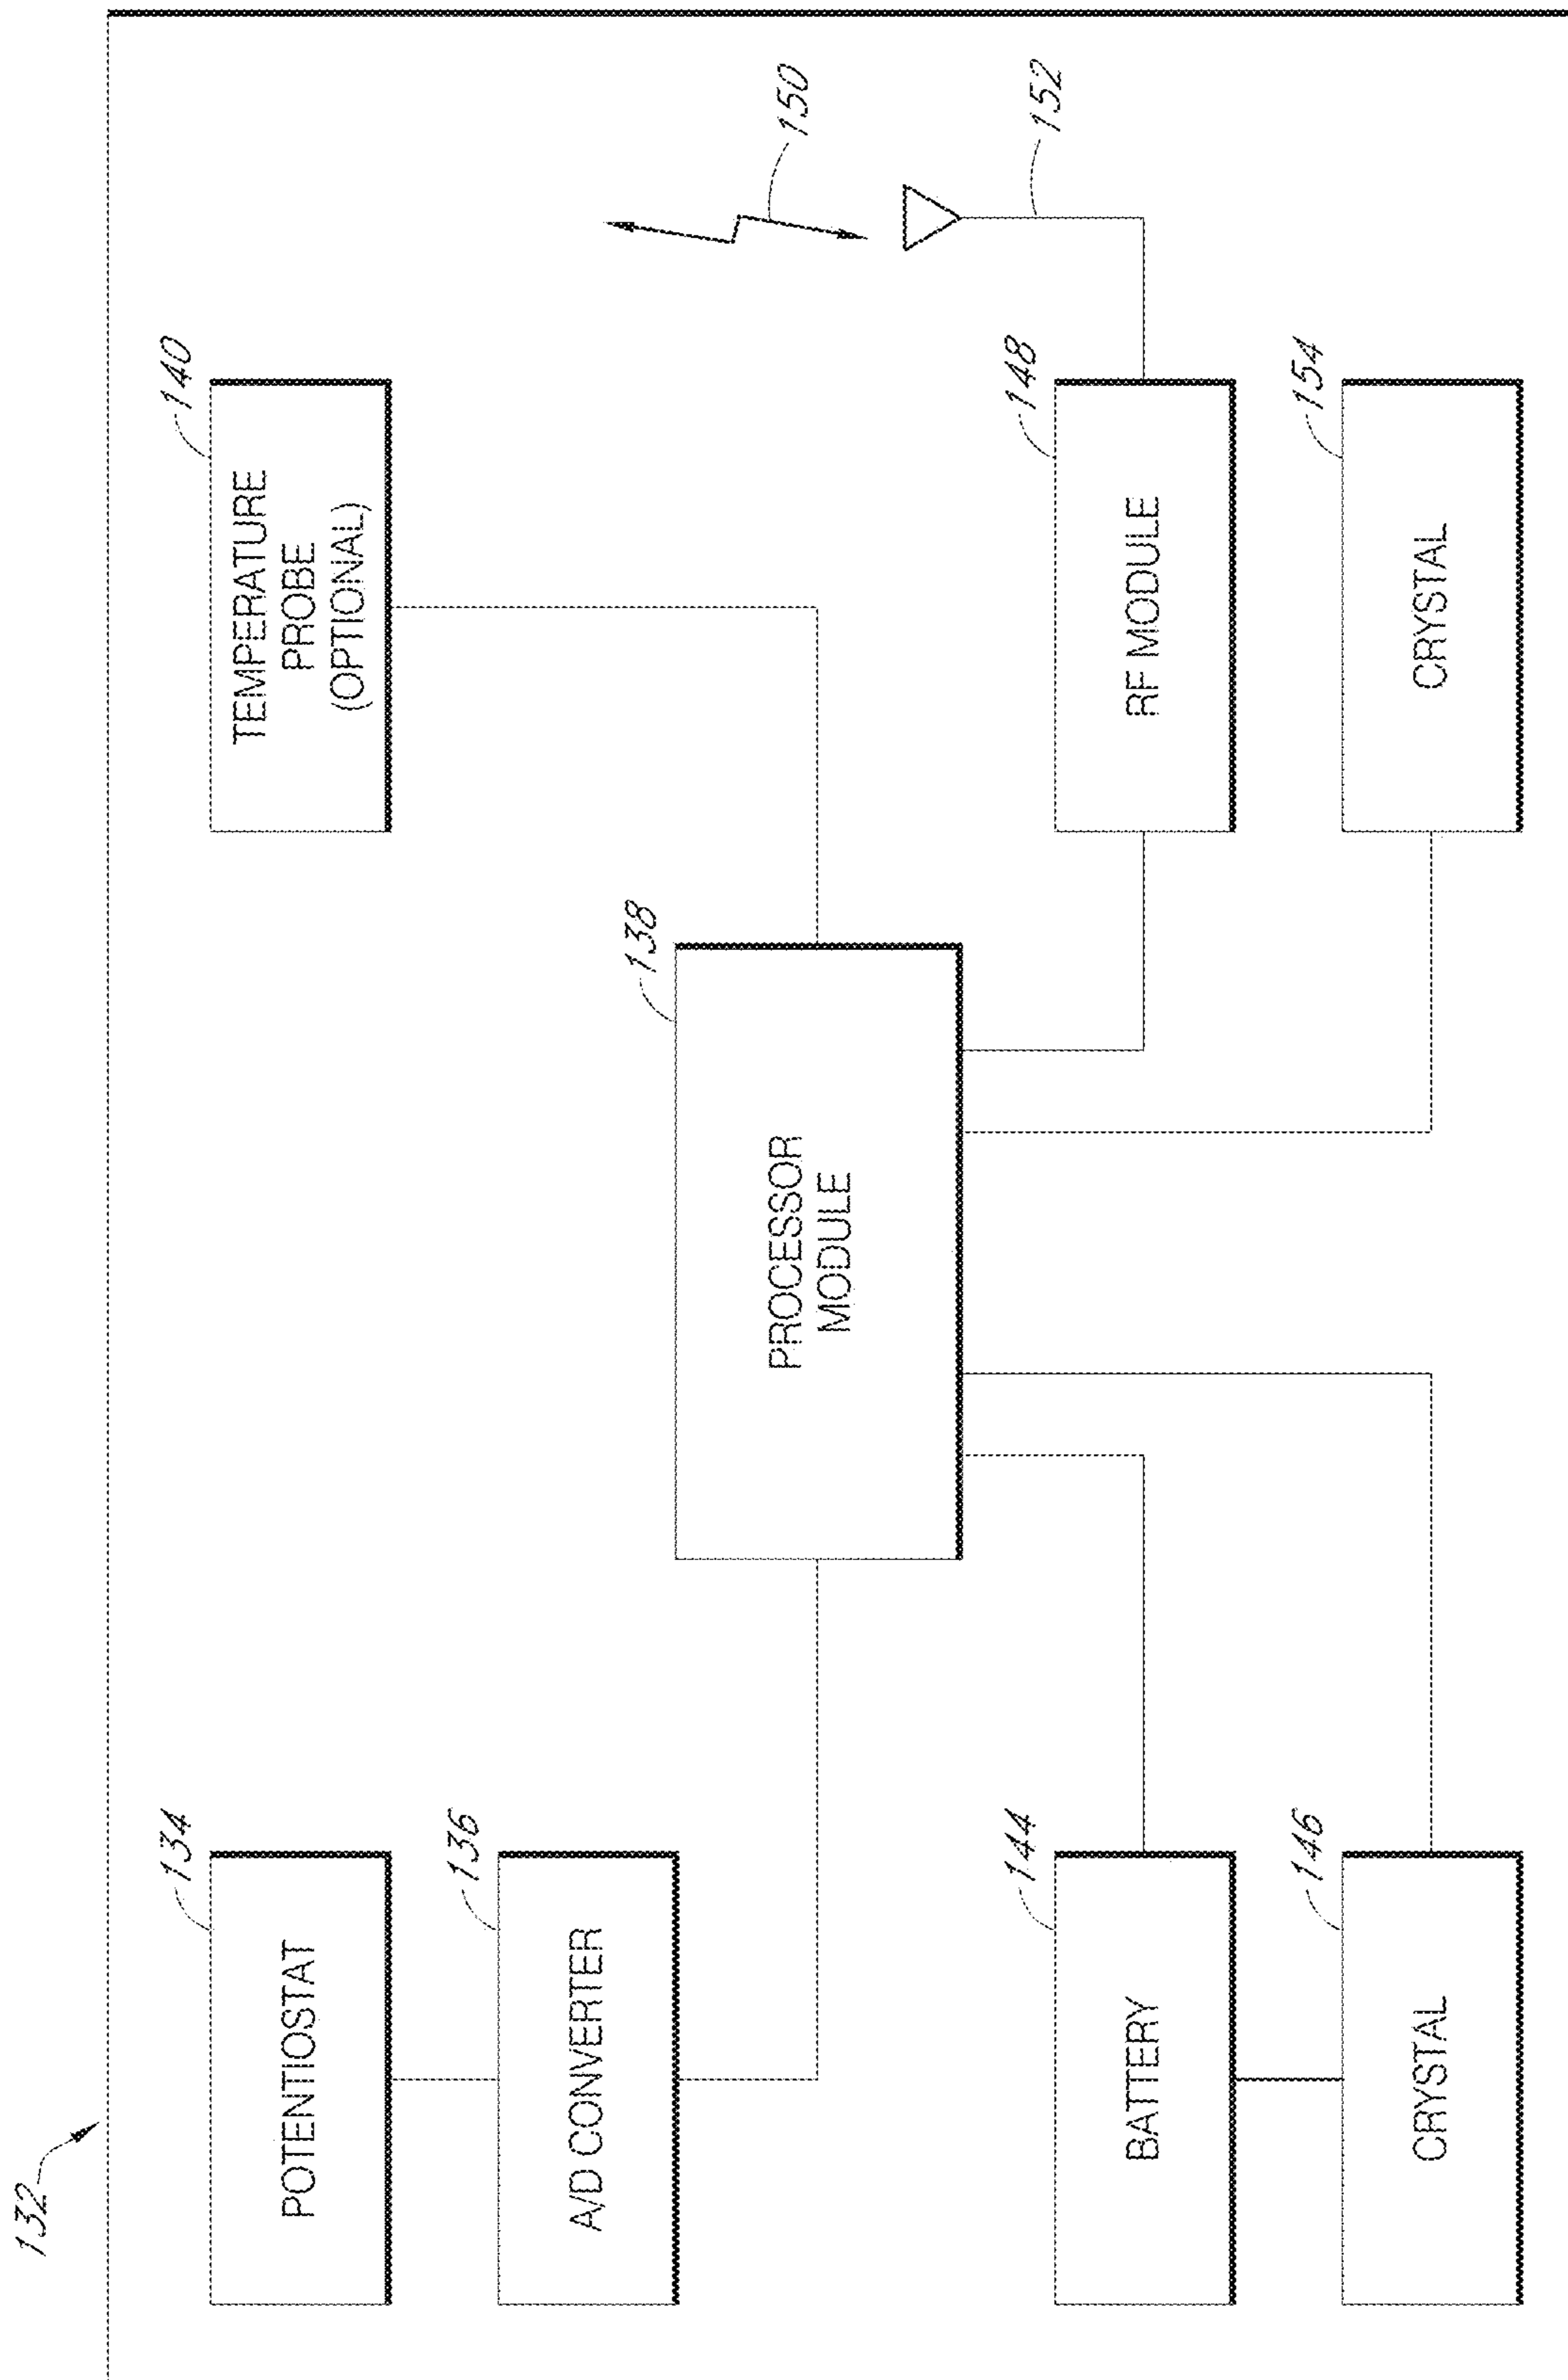 132
134
POTENTIOSTAT
136
A/D CONVERTER
138
PROCESSOR
MODULE
140
TEMPERATURE
PROBE
(OPTIONAL)
150
152
144
BATTERY
146
CRYSTAL
148
RF MODULE
154
CRYSTAL